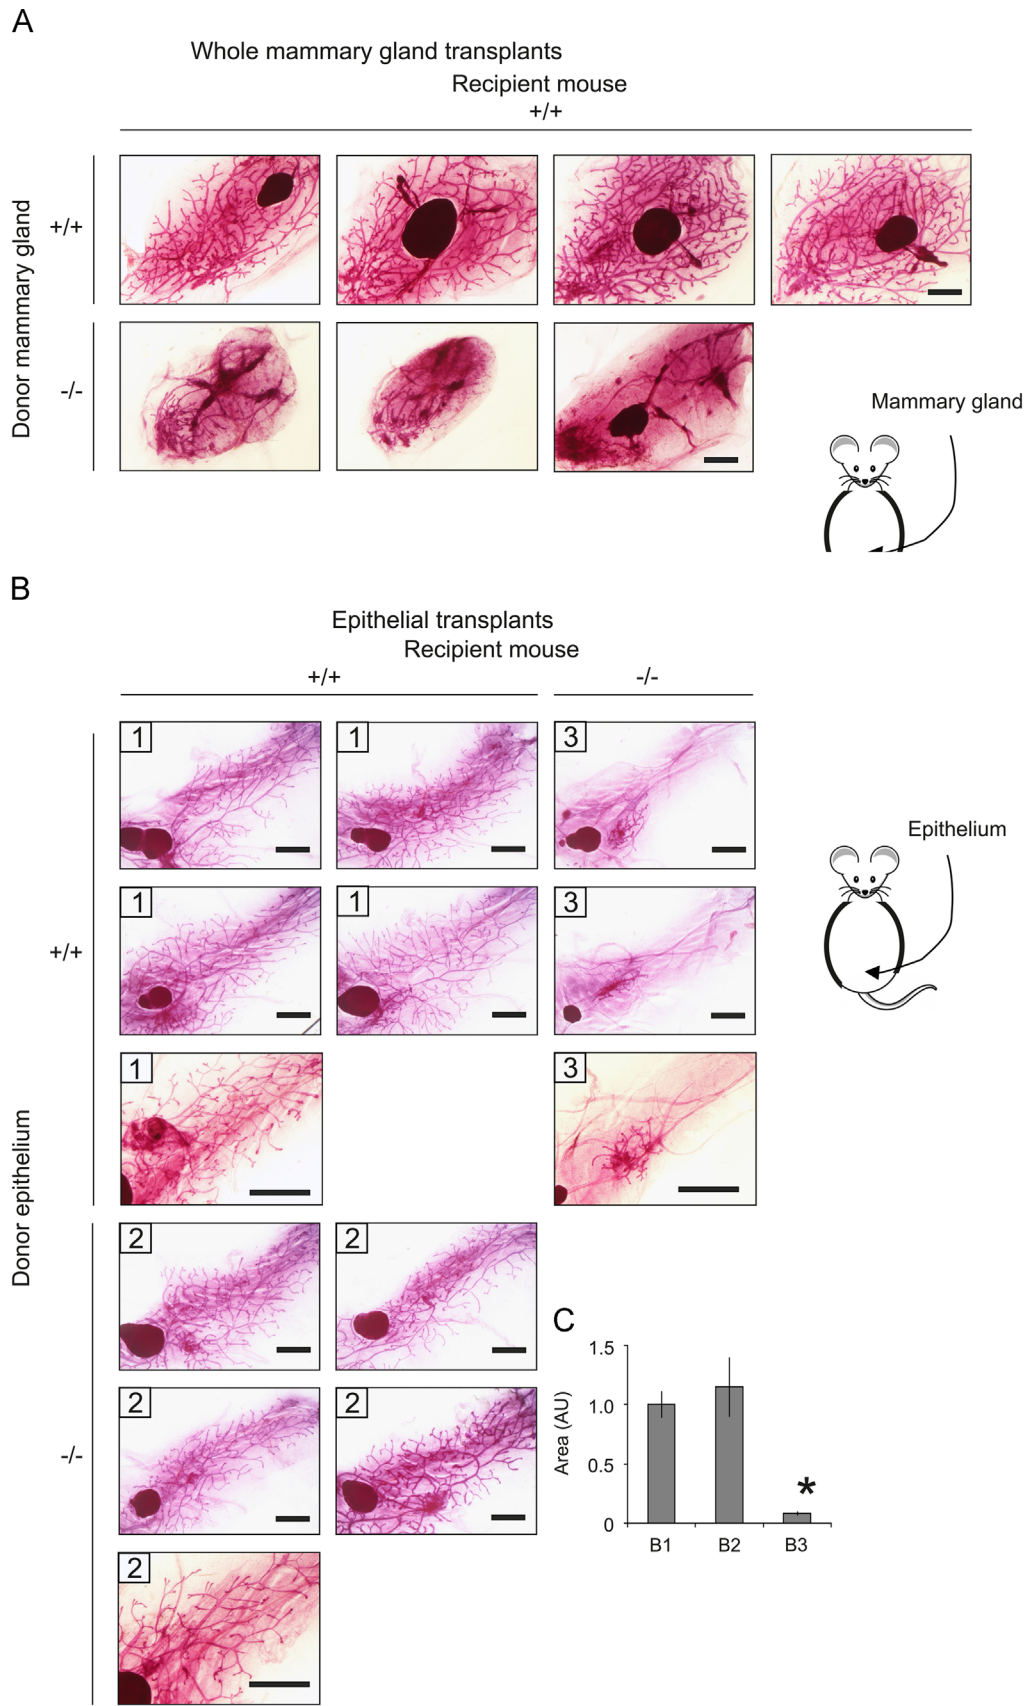 A
Whole mammary gland transplants
Recipient mouse
+/+
Donor mammary gland
+/+
-/-
Mammary gland
B
Epithelial transplants
Recipient mouse
+/+
-/-
1
1
3
Epithelium
1
1
3
+/+
1
3
Donor epithelium
2
2
2
2
-/-
2
C
Area (AU)
1.5
1.0
0.5
0
*
B1
B2
B3